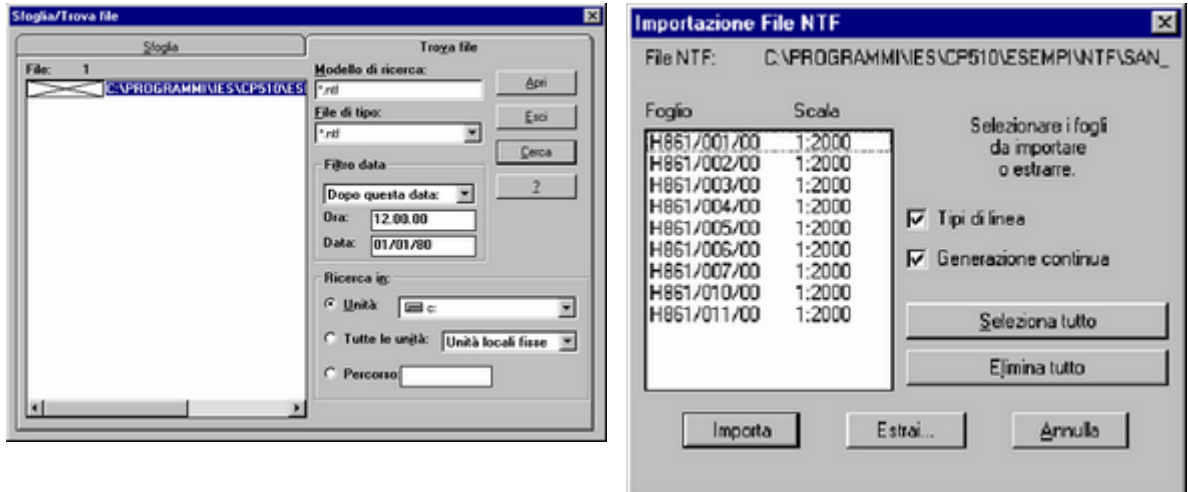 Sfoglia/Trova file
Sfoglia
Trova file
File: 1
C:\PROGRAMMI\IES\CP510\ES
Modello di ricerca:
*.ntf
File di tipo:
*.ntf
Filtro data
Dopo questa data:
Ora: 12.00.00
Data: 01/01/80
Ricerca in:
Unità: c:
Tutte le unità: Unità locali fisse
Percorso:
Apri
Esci
Cerca
?
Importazione File NTF
File NTF: C:\PROGRAMMI\IES\CP510\ESEMPI\NTF\SAN_
Foglio Scala
H861/001/00 1:2000
H861/002/00 1:2000
H861/003/00 1:2000
H861/004/00 1:2000
H861/005/00 1:2000
H861/006/00 1:2000
H861/007/00 1:2000
H861/010/00 1:2000
H861/011/00 1:2000
Selezionare i fogli
da importare
o estrarre.
Tipi di linea
Generazione continua
Seleziona tutto
Elimina tutto
Importa
Estrai...
Annulla